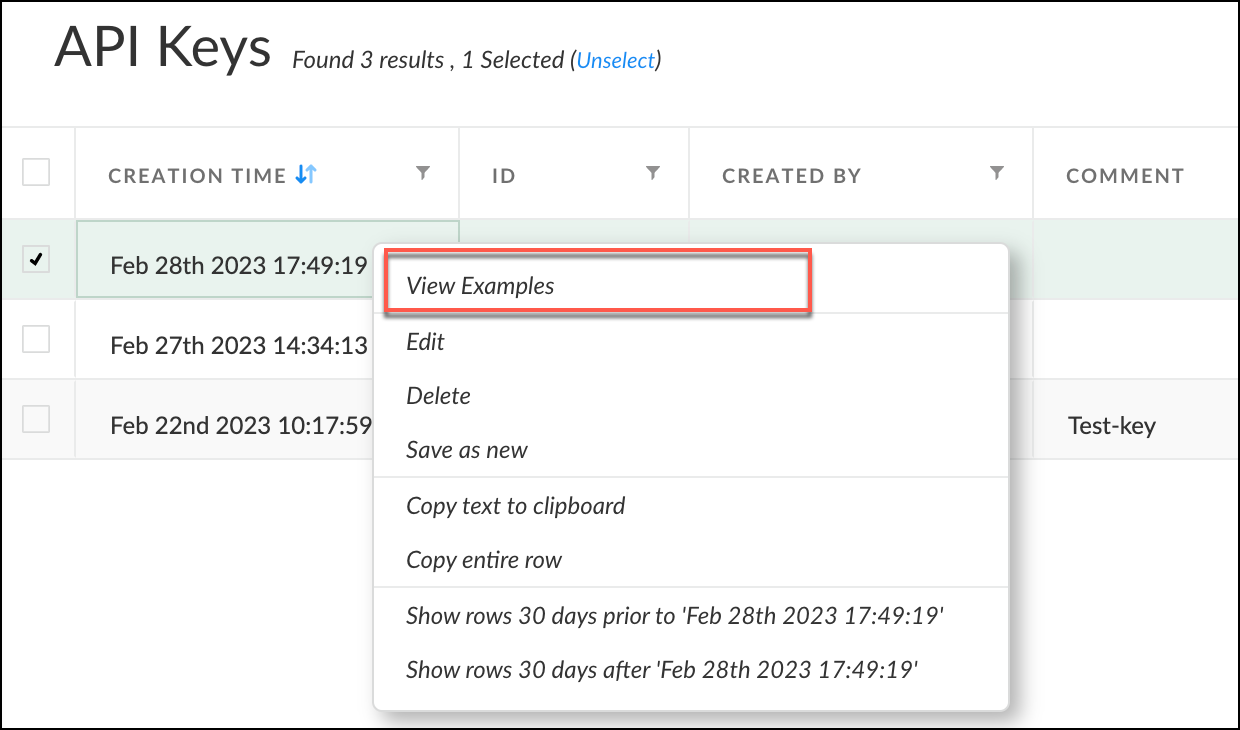 API Keys Found 3 results , 1 Selected (Unselect)
CREATION TIME ID CREATED BY COMMENT
Feb 28th 2023 17:49:19
View Examples
Feb 27th 2023 14:34:13
Edit
Delete
Feb 22nd 2023 10:17:59 Test-key
Save as new
Copy text to clipboard
Copy entire row
Show rows 30 days prior to 'Feb 28th 2023 17:49:19'
Show rows 30 days after 'Feb 28th 2023 17:49:19'